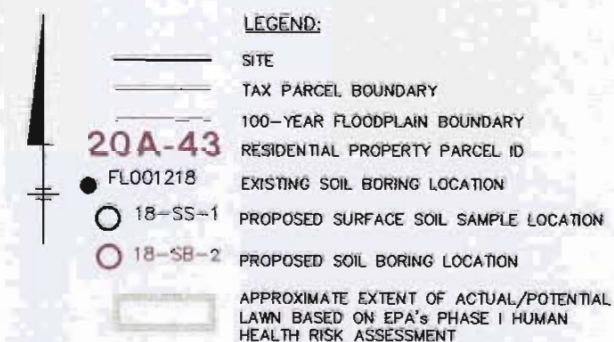 LEGEND:
SITE
TAX PARCEL BOUNDARY
100-YEAR FLOODPLAIN BOUNDARY
20A-43 RESIDENTIAL PROPERTY PARCEL ID
FL001218 EXISTING SOIL BORING LOCATION
18-SS-1 PROPOSED SURFACE SOIL SAMPLE LOCATION
18-SB-2 PROPOSED SOIL BORING LOCATION
APPROXIMATE EXTENT OF ACTUAL/POTENTIAL
LAWN BASED ON EPA's PHASE I HUMAN
HEALTH RISK ASSESSMENT